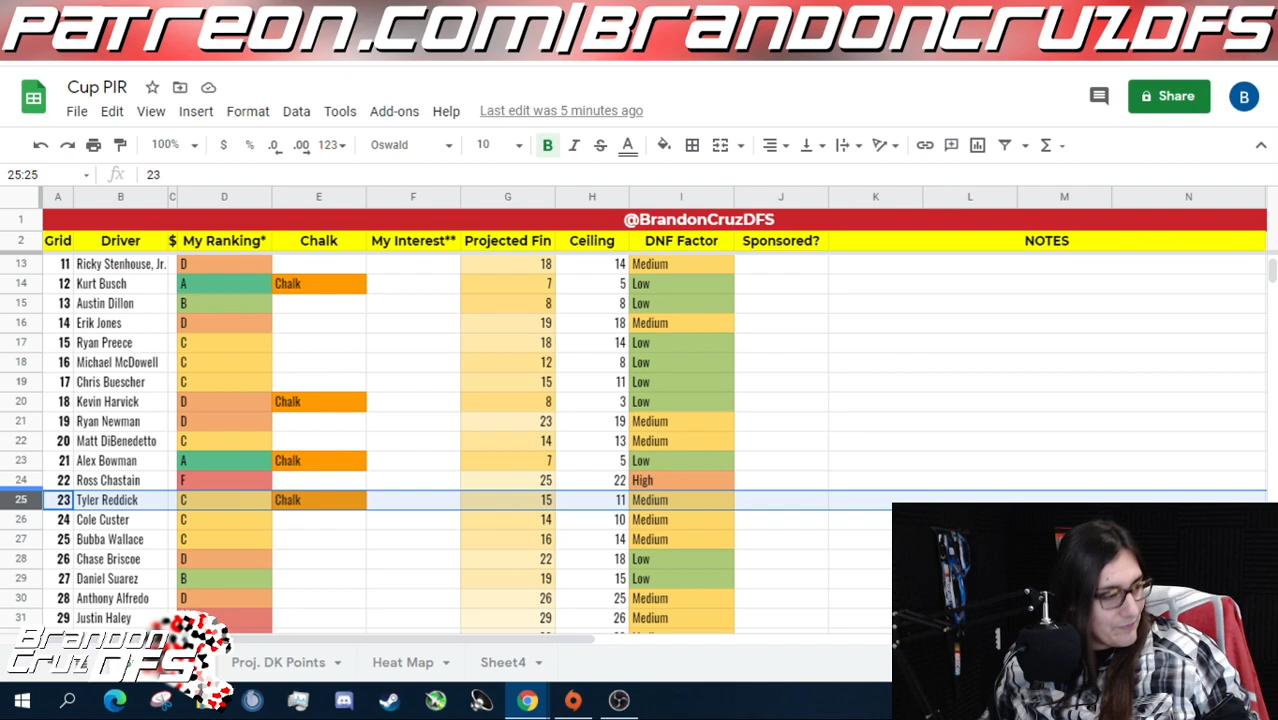 Patreon.com/BrandonCruzDFS
Cup PIR
File Edit View Insert Format Data Tools Add-ons Help Last edit was 5 minutes ago
Share
B
100% $ % .0 .00 123 Oswald 10 B I S A Σ
25:25 fx 23
A B C D E F G H I J K L M N
1 @BrandonCruzDFS
2 Grid Driver $ My Ranking* Chalk My Interest** Projected Fin Ceiling DNF Factor Sponsored? NOTES
13 11 Ricky Stenhouse, Jr. D 18 14 Medium
14 12 Kurt Busch A Chalk 7 5 Low
15 13 Austin Dillon B 8 8 Low
16 14 Erik Jones D 19 18 Medium
17 15 Ryan Preece C 18 14 Low
18 16 Michael McDowell C 12 8 Low
19 17 Chris Buescher C 15 11 Low
20 18 Kevin Harvick D Chalk 8 3 Low
21 19 Ryan Newman D 23 19 Medium
22 20 Matt DiBenedetto C 14 13 Medium
23 21 Alex Bowman A Chalk 7 5 Low
24 22 Ross Chastain F 25 22 High
25 23 Tyler Reddick C Chalk 15 11 Medium
26 24 Cole Custer C 14 10 Medium
27 25 Bubba Wallace C 16 14 Medium
28 26 Chase Briscoe D 22 18 Low
29 27 Daniel Suarez B 19 15 Low
30 28 Anthony Alfredo D 26 25 Medium
31 29 Justin Haley 29 26 Medium
Brandon
Cruz DFS
Proj. DK Points Heat Map Sheet4